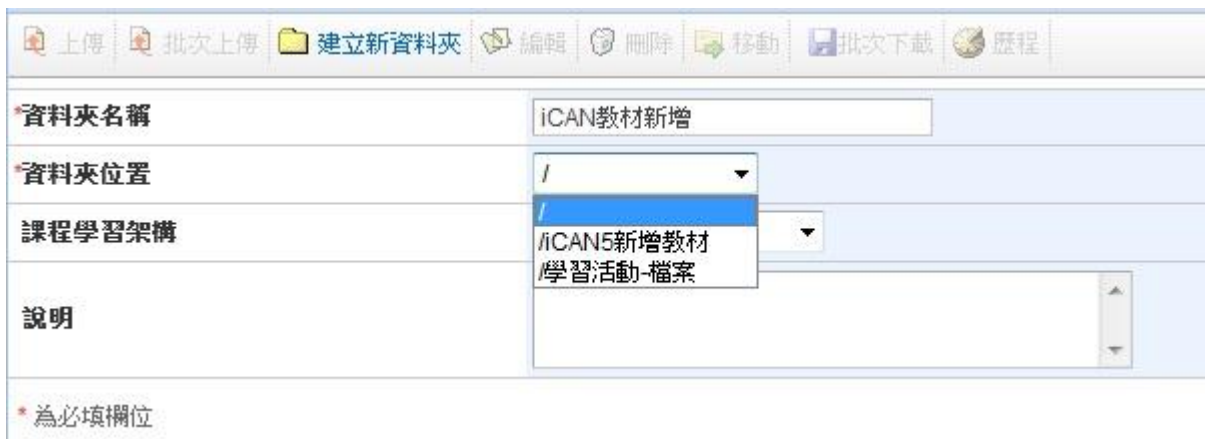 上傳 批次上傳 建立新資料夾 編輯 刪除 移動 批次下載 歷程
*資料夾名稱 iCAN教材新增
*資料夾位置 /
/
課程學習架構
/iCAN5新增教材
/學習活動-檔案
說明
* 為必填欄位